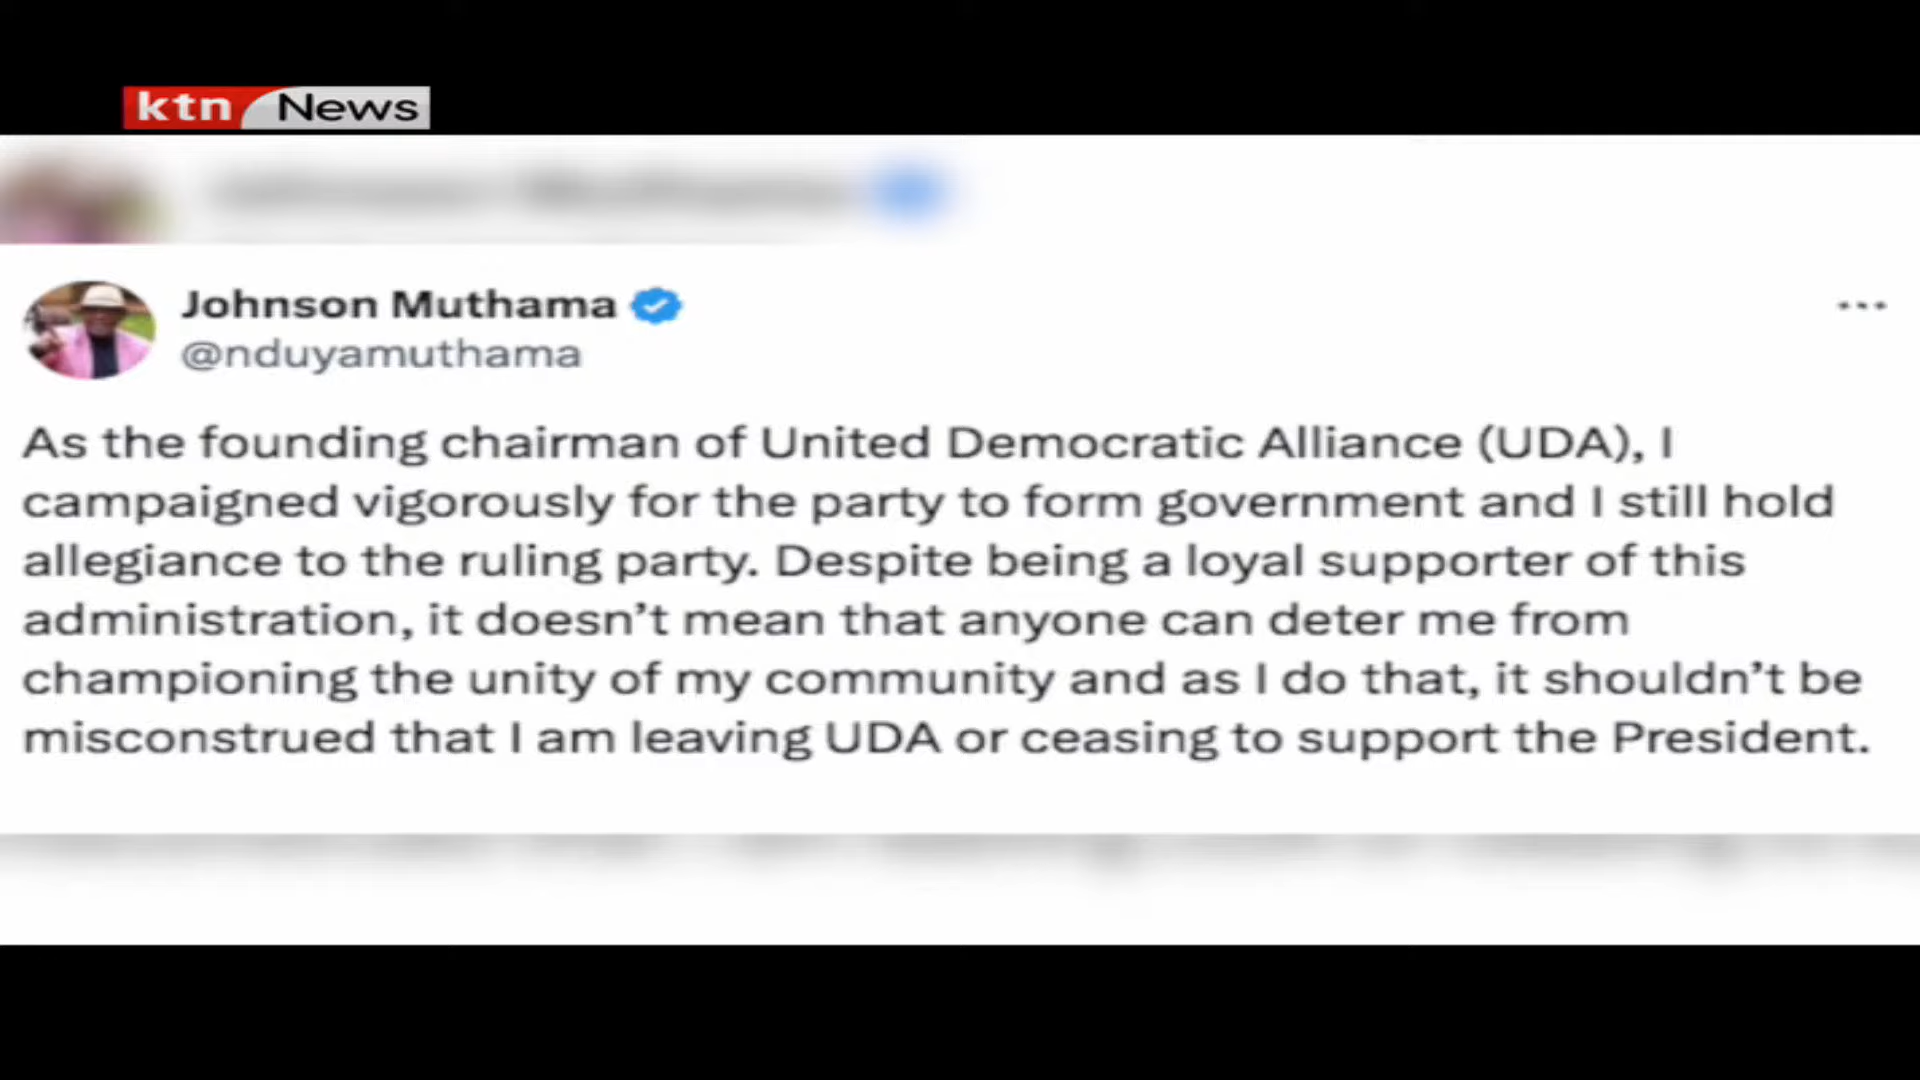 ktn News
Johnson Muthama
@nduyamuthama
As the founding chairman of United Democratic Alliance (UDA), I
campaigned vigorously for the party to form government and I still hold
allegiance to the ruling party. Despite being a loyal supporter of this
administration, it doesn’t mean that anyone can deter me from
championing the unity of my community and as I do that, it shouldn’t be
misconstrued that I am leaving UDA or ceasing to support the President.